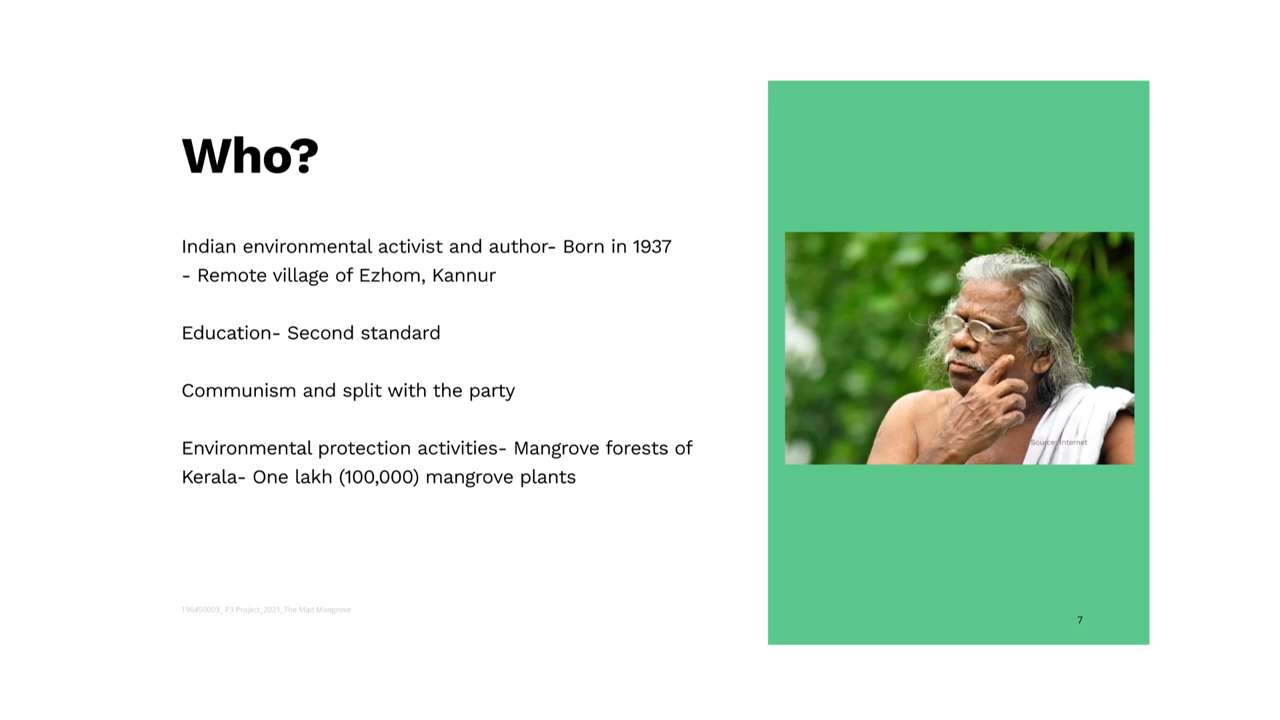 Who?
Indian environmental activist and author- Born in 1937
- Remote village of Ezhom, Kannur
Education- Second standard
Communism and split with the party
Environmental protection activities- Mangrove forests of
Kerala- One lakh (100,000) mangrove plants
Source: Internet
196450003_ P3 Project_2021_The Mad Mangrove
7